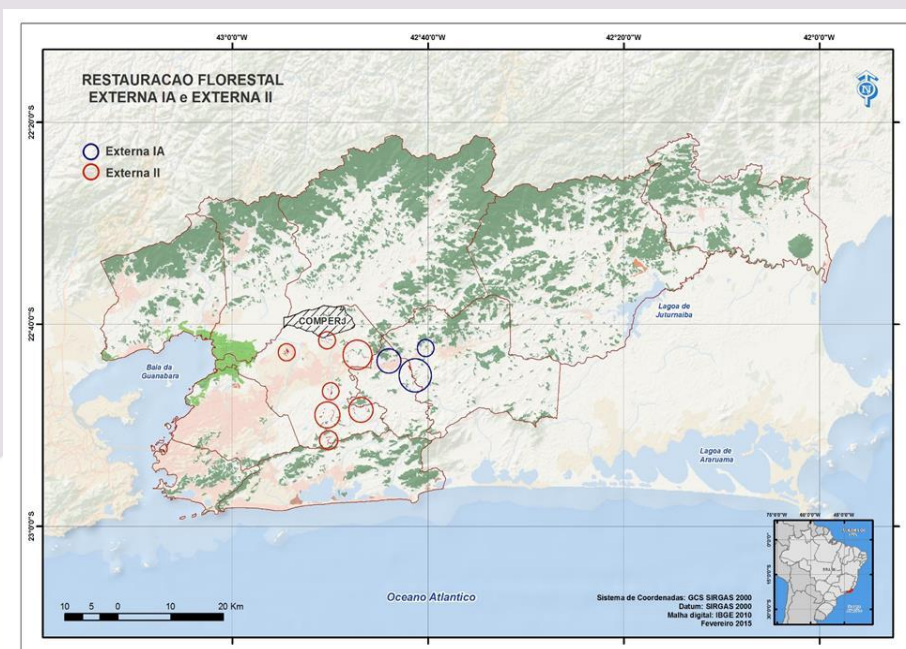 43°0'0"W
42°40'0"W
42°20'0"W
42°0'0"W
RESTAURACAO FLORESTAL
EXTERNA IA e EXTERNA II
N
Externa IA
Externa II
22°20'0"S
22°40'0"S
23°0'0"S
COMPERJ
Baia da
Guanabara
Lagoa de
Juturnaiba
Lagoa de
Araruama
Oceano Atlantico
10 5 0 10 20 Km
Sistema de Coordenadas: GCS SIRGAS 2000
Datum: SIRGAS 2000
Malha digital: IBGE 2010
Fevereiro 2015